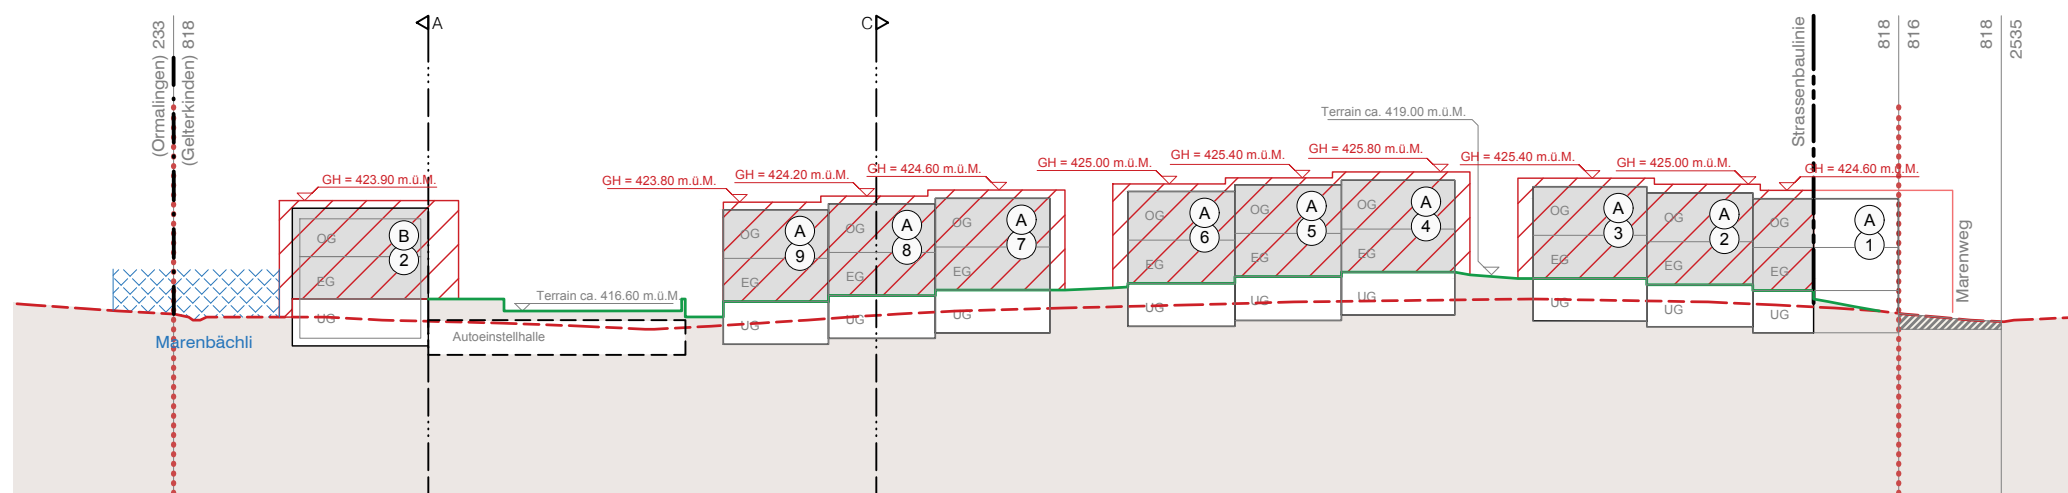 (Ormalingen) 233
(Gelterkinden) 818
A
C
Strassenbaulinie
818
816
818
2535
Terrain ca. 419.00 m.ü.M.
GH = 423.90 m.ü.M.
GH = 423.80 m.ü.M.
GH = 424.20 m.ü.M.
GH = 424.60 m.ü.M.
GH = 425.00 m.ü.M.
GH = 425.40 m.ü.M.
GH = 425.80 m.ü.M.
GH = 425.40 m.ü.M.
GH = 425.00 m.ü.M.
GH = 424.60 m.ü.M.
OG
EG
UG
B
2
OG
EG
UG
A
9
OG
EG
UG
A
8
OG
EG
UG
A
7
OG
EG
UG
A
6
OG
EG
UG
A
5
OG
EG
UG
A
4
OG
EG
UG
A
3
OG
EG
UG
A
2
OG
EG
UG
A
1
Marenweg
Terrain ca. 416.60 m.ü.M.
Autoeinstellhalle
Marenbächli